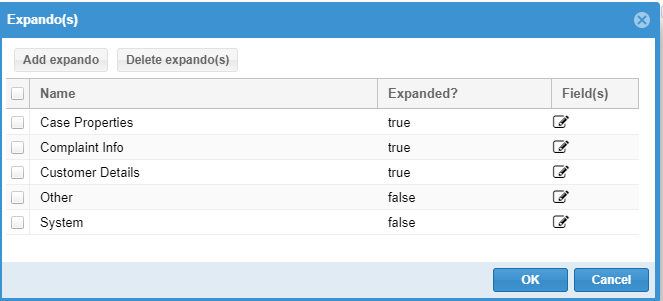 Expando(s)
Add expando Delete expando(s)
Name Expanded? Field(s)
Case Properties true
Complaint Info true
Customer Details true
Other false
System false
OK Cancel